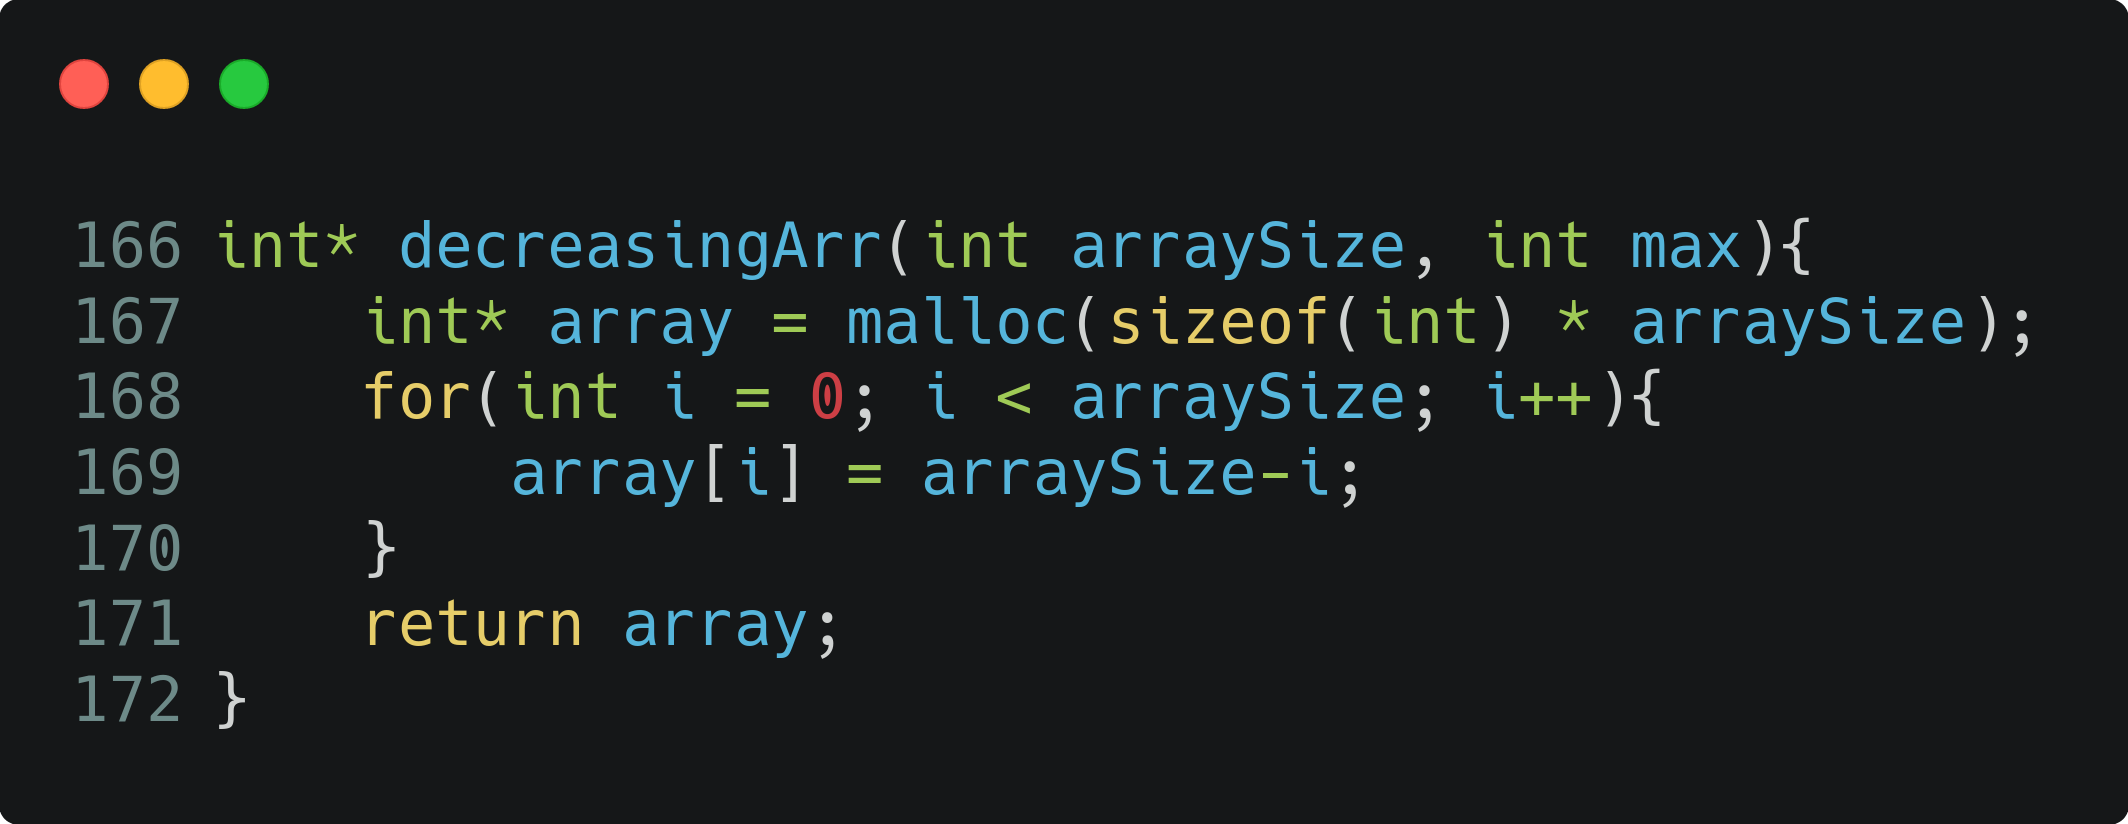 166 int* decreasingArr(int arraySize, int max){
167     int* array = malloc(sizeof(int) * arraySize);
168     for(int i = 0; i < arraySize; i++){
169         array[i] = arraySize-i;
170     }
171     return array;
172 }